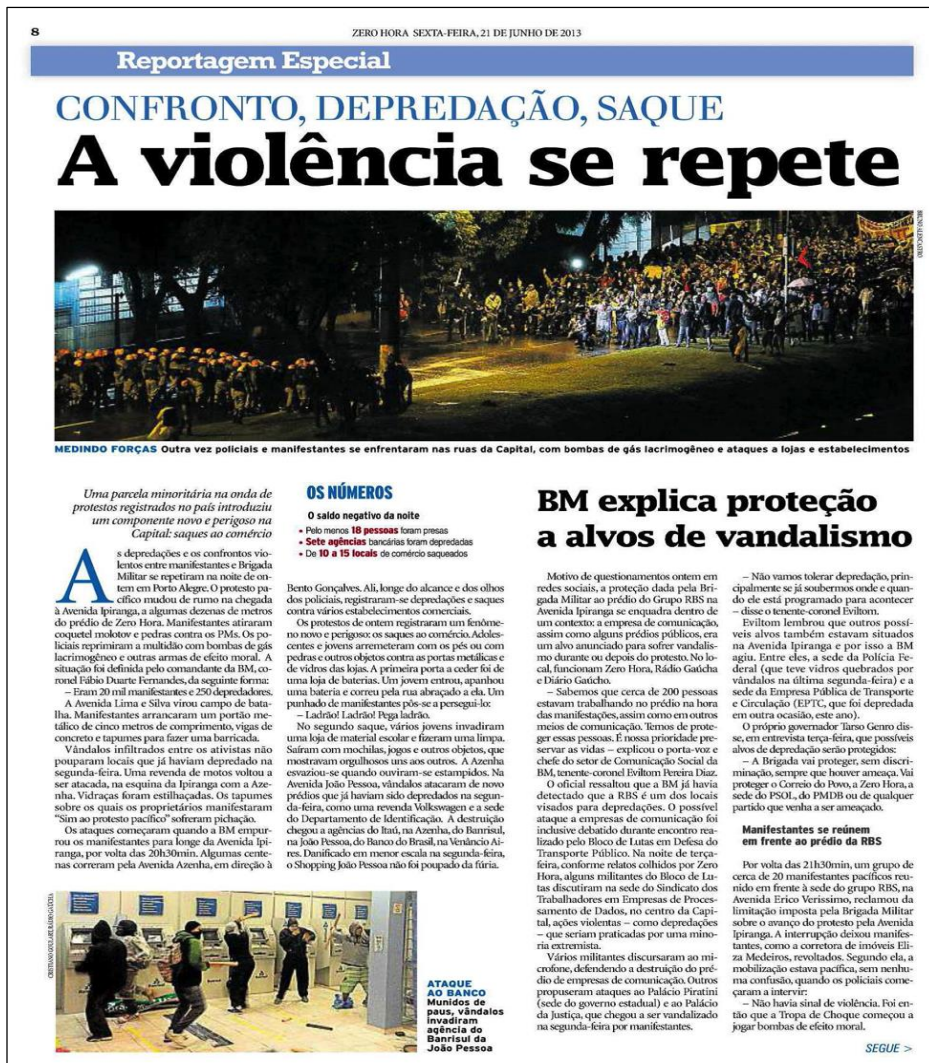 8
ZERO HORA SEXTA-FEIRA, 21 DE JUNHO DE 2013
Reportagem Especial
CONFRONTO, DEPREDAÇÃO, SAQUE
A violência se repete
BRUNO ALENCASTRO
MEDINDO FORÇAS Outra vez policiais e manifestantes se enfrentaram nas ruas da Capital, com bombas de gás lacrimogêneo e ataques a lojas e estabelecimentos
Uma parcela minoritária na onda de
protestos registrados no país introduziu
um componente novo e perigoso na
Capital: saques ao comércio
As depredações e os confrontos vio-
lentos entre manifestantes e Brigada
Militar se repetiram na noite de on-
tem em Porto Alegre. O protesto pa-
cífico mudou de rumo na chegada
à Avenida Ipiranga, a algumas dezenas de metros
do prédio de Zero Hora. Manifestantes atiraram
coquetel molotov e pedras contra os PMs. Os po-
liciais reprimiram a multidão com bombas de gás
lacrimogêneo e outras armas de efeito moral. A
situação foi definida pelo comandante da BM, co-
ronel Fábio Duarte Fernandes, da seguinte forma:
– Eram 20 mil manifestantes e 250 depredadores.
A Avenida Lima e Silva virou campo de bata-
lha. Manifestantes arrancaram um portão me-
tálico de cinco metros de comprimento, vigas de
concreto e tapumes para fazer uma barricada.
Vândalos infiltrados entre os ativistas não
pouparam locais que já haviam depredado na
segunda-feira. Uma revenda de motos voltou a
ser atacada, na esquina da Ipiranga com a Aze-
nha. Vidraças foram estilhaçadas. Os tapumes
sobre os quais os proprietários manifestaram
"Sim ao protesto pacífico" sofreram pichação.
Os ataques começaram quando a BM empur-
rou os manifestantes para longe da Avenida Ipi-
ranga, por volta das 20h30min. Algumas cente-
nas correram pela Avenida Azenha, em direção à
OS NÚMEROS
O saldo negativo da noite
• Pelo menos 18 pessoas foram presas
• Sete agências bancárias foram depredadas
• De 10 a 15 locais de comércio saqueados
Bento Gonçalves. Ali, longe do alcance e dos olhos
dos policiais, registraram-se depredações e saques
contra vários estabelecimentos comerciais.
Os protestos de ontem registraram um fenôme-
no novo e perigoso: os saques ao comércio. Adoles-
centes e jovens arremeteram com os pés ou com
pedras e outros objetos contra as portas metálicas e
de vidros das lojas. A primeira porta a ceder foi de
uma loja de baterias. Um jovem entrou, apanhou
uma bateria e correu pela rua abraçado a ela. Um
punhado de manifestantes pôs-se a persegui-lo:
– Ladrão! Ladrão! Pega ladrão.
No segundo saque, vários jovens invadiram
uma loja de material escolar e fizeram uma limpa.
Saíram com mochilas, jogos e outros objetos, que
mostravam orgulhosos uns aos outros. A Azenha
esvaziou-se quando ouviram-se estampidos. Na
Avenida João Pessoa, vândalos atacaram de novo
prédios que já haviam sido depredados na segun-
da-feira, como uma revenda Volkswagen e a sede
do Departamento de Identificação. A destruição
chegou a agências do Itaú, na Azenha, do Banrisul,
na João Pessoa, do Banco do Brasil, na Venâncio Ai-
res. Danificado em menor escala na segunda-feira,
o Shopping João Pessoa não foi poupado da fúria.
ATAQUE
AO BANCO
Munidos de
paus, vândalos
invadiram
agência do
Banrisul da
João Pessoa
BM explica proteção
a alvos de vandalismo
Motivo de questionamentos ontem em
redes sociais, a proteção dada pela Bri-
gada Militar ao prédio do Grupo RBS na
Avenida Ipiranga se enquadra dentro de
um contexto: a empresa de comunicação,
assim como alguns prédios públicos, era
um alvo anunciado para sofrer vandalis-
mo durante ou depois do protesto. No lo-
cal, funcionam Zero Hora, Rádio Gaúcha
e Diário Gaúcho.
– Sabemos que cerca de 200 pessoas
estavam trabalhando no prédio na hora
das manifestações, assim como em outros
meios de comunicação. Temos de prote-
ger essas pessoas. É nossa prioridade pre-
servar as vidas – explicou o porta-voz e
chefe do setor de Comunicação Social da
BM, tenente-coronel Eviltom Pereira Diaz.
O oficial ressaltou que a BM já havia
detectado que a RBS é um dos locais
visados para depredações. O possível
ataque a empresas de comunicação foi
inclusive debatido durante encontro reali-
zado pelo Bloco de Lutas em Defesa do
Transporte Público. Na noite de terça-
feira, conforme relatos colhidos por Zero
Hora, alguns militantes do Bloco de Lu-
tas discutiram na sede do Sindicato dos
Trabalhadores em Empresas de Proces-
samento de Dados, no centro da Capi-
tal, ações violentas – como depredações
– que seriam praticadas por uma mino-
ria extremista.
Vários militantes discursaram ao mi-
crofone, defendendo a destruição do pré-
dio de empresas de comunicação. Outros
propuseram ataques ao Palácio Piratini
(sede do governo estadual) e ao Palácio
da Justiça, que chegou a ser vandalizado
na segunda-feira por manifestantes.
– Não vamos tolerar depredação, prin-
cipalmente se já soubermos onde e quan-
do ele está programado para acontecer
– disse o tenente-coronel Eviltom.
Eviltom lembrou que outros possí-
veis alvos também estavam situados
na Avenida Ipiranga e por isso a BM
agiu. Entre eles, a sede da Polícia Fe-
deral (que teve vidros quebrados por
vândalos na última segunda-feira) e a
sede da Empresa Pública de Transporte
e Circulação (EPTC, que foi depredada
em outra ocasião, este ano).
O próprio governador Tarso Genro dis-
se, em entrevista terça-feira, que possíveis
alvos de depredação serão protegidos:
– A Brigada vai proteger, sem discri-
minação, sempre que houver ameaça. Vai
proteger o Correio do Povo, a Zero Hora, a
sede do PSOL, do PMDB ou de qualquer
partido que venha a ser ameaçado.
Manifestantes se reúnem
em frente ao prédio da RBS
Por volta das 21h30min, um grupo de
cerca de 20 manifestantes pacíficos reu-
nido em frente à sede do grupo RBS, na
Avenida Erico Verissimo, reclamou da
limitação imposta pela Brigada Militar
sobre o avanço do protesto pela Avenida
Ipiranga. A interrupção deixou manifes-
tantes, como a corretora de imóveis Eli-
za Medeiros, revoltados. Segundo ela, a
mobilização estava pacífica, sem nenhu-
ma confusão, quando os policiais come-
çaram a intervir:
– Não havia sinal de violência. Foi en-
tão que a Tropa de Choque começou a
jogar bombas de efeito moral.
SEGUE >